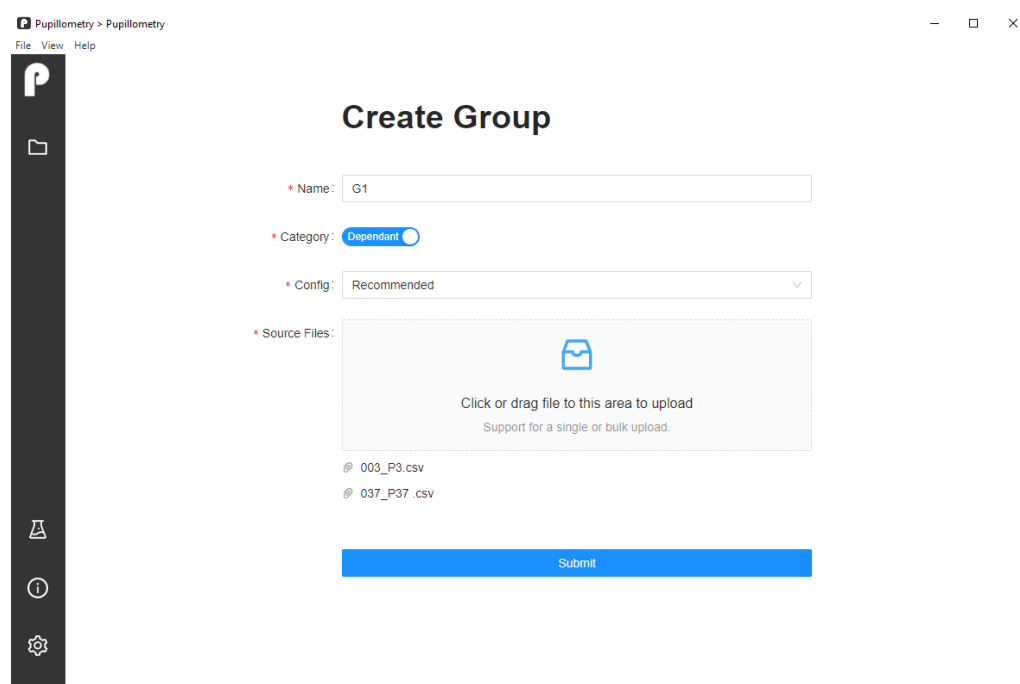 Pupillometry > Pupillometry
File View Help
Create Group
* Name: G1
* Category: Dependant
* Config: Recommended
* Source Files:
Click or drag file to this area to upload
Support for a single or bulk upload.
003_P3.csv
037_P37 .csv
Submit